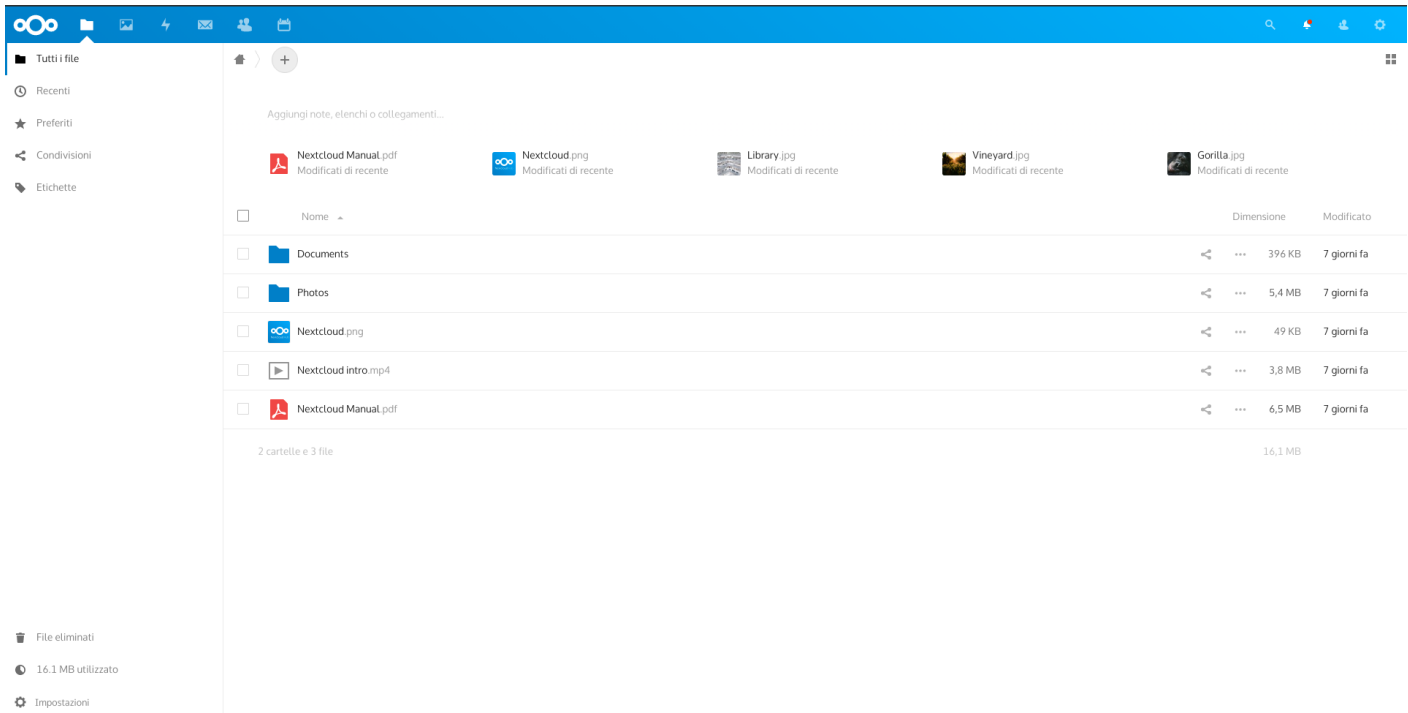 Tutti i file
Recenti
Preferiti
Condivisioni
Etichette
Aggiungi note, elenchi o collegamenti...
Nextcloud Manual.pdf
Modificati di recente
Nextcloud.png
Modificati di recente
Library.jpg
Modificati di recente
Vineyard.jpg
Modificati di recente
Gorilla.jpg
Modificati di recente
Nome Dimensione Modificato
Documents 396 KB 7 giorni fa
Photos 5,4 MB 7 giorni fa
Nextcloud.png 49 KB 7 giorni fa
Nextcloud intro.mp4 3,8 MB 7 giorni fa
Nextcloud Manual.pdf 6,5 MB 7 giorni fa
2 cartelle e 3 file 16,1 MB
File eliminati
16.1 MB utilizzato
Impostazioni